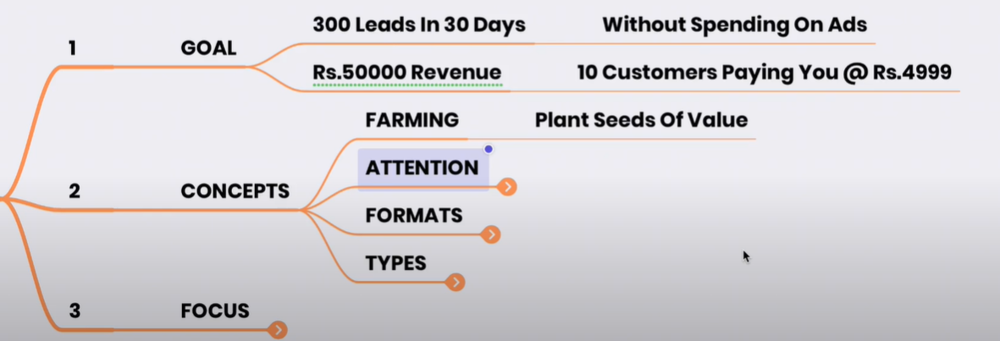 1 GOAL
300 Leads In 30 Days Without Spending On Ads
Rs.50000 Revenue 10 Customers Paying You @ Rs.4999
2 CONCEPTS
FARMING Plant Seeds Of Value
ATTENTION
FORMATS
TYPES
3 FOCUS